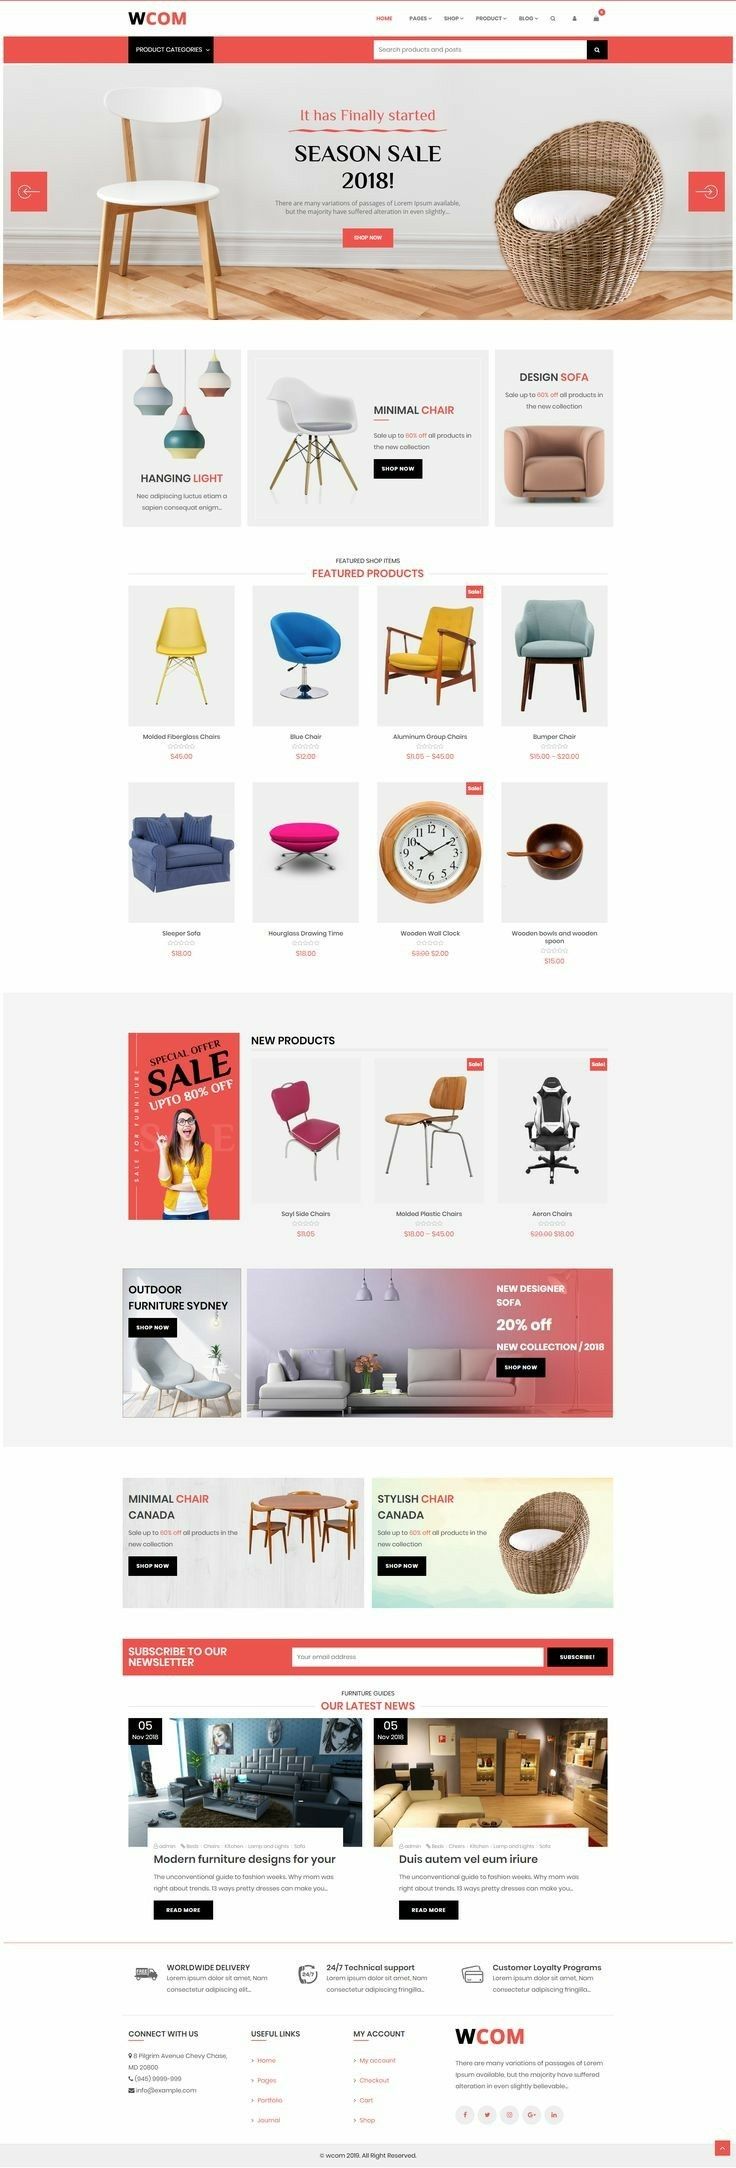 WCOM
HOME PAGES SHOP PRODUCT BLOG
PRODUCT CATEGORIES
Search products and posts
It has Finally started
SEASON SALE
2018!
There are many variations of passages of Lorem Ipsum available,
but the majority have suffered alteration in even slightly...
SHOP NOW
HANGING LIGHT
Nec adipiscing luctus etiam a
sapien consequat enigm...
MINIMAL CHAIR
Sale up to 60% off all products in
the new collection
SHOP NOW
DESIGN SOFA
Sale up to 60% off all products in
the new collection
FEATURED SHOP ITEMS
FEATURED PRODUCTS
Molded Fiberglass Chairs
$45.00
Blue Chair
$12.00
Sale!
Aluminum Group Chairs
$11.05 – $45.00
Bumper Chair
$15.00 – $20.00
Sleeper Sofa
$18.00
Hourglass Drawing Time
$18.00
Sale!
Wooden Wall Clock
$3.00 $2.00
Wooden bowls and wooden
spoon
$15.00
SALE FOR FURNITURE
SPECIAL OFFER
SALE
UPTO 80% OFF
NEW PRODUCTS
Sayl Side Chairs
$11.05
Sale!
Molded Plastic Chairs
$18.00 – $45.00
Sale!
Aeron Chairs
$20.00 $18.00
OUTDOOR
FURNITURE SYDNEY
SHOP NOW
NEW DESIGNER
SOFA
20% off
NEW COLLECTION / 2018
SHOP NOW
MINIMAL CHAIR
CANADA
Sale up to 60% off all products in the
new collection
SHOP NOW
STYLISH CHAIR
CANADA
Sale up to 60% off all products in the
new collection
SHOP NOW
SUBSCRIBE TO OUR
NEWSLETTER
Your email address
SUBSCRIBE!
FURNITURE GUIDES
OUR LATEST NEWS
05
Nov 2018
admin Beds Chairs Kitchen Lamp and Lights Sofa
Modern furniture designs for your
The unconventional guide to fashion weeks. Why mom was
right about trends. 13 ways pretty dresses can make you...
READ MORE
05
Nov 2018
admin Beds Chairs Kitchen Lamp and Lights Sofa
Duis autem vel eum iriure
The unconventional guide to fashion weeks. Why mom was
right about trends. 13 ways pretty dresses can make you...
READ MORE
WORLDWIDE DELIVERY
Lorem ipsum dolor sit amet, Nam
consectetur adipiscing elit...
24/7
24/7 Technical support
Lorem ipsum dolor sit amet, Nam
consectetur adipiscing fringilla...
Customer Loyalty Programs
Lorem ipsum dolor sit amet, Nam
consectetur adipiscing fringilla...
CONNECT WITH US
8 Pilgrim Avenue Chevy Chase,
MD 20800
(945) 9999-999
info@example.com
USEFUL LINKS
> Home
> Pages
> Portfolio
> Journal
MY ACCOUNT
> My account
> Checkout
> Cart
> Shop
WCOM
There are many variations of passages of Lorem
Ipsum available, but the majority have suffered
alteration in even slightly believable...
© wcom 2019. All Right Reserved.